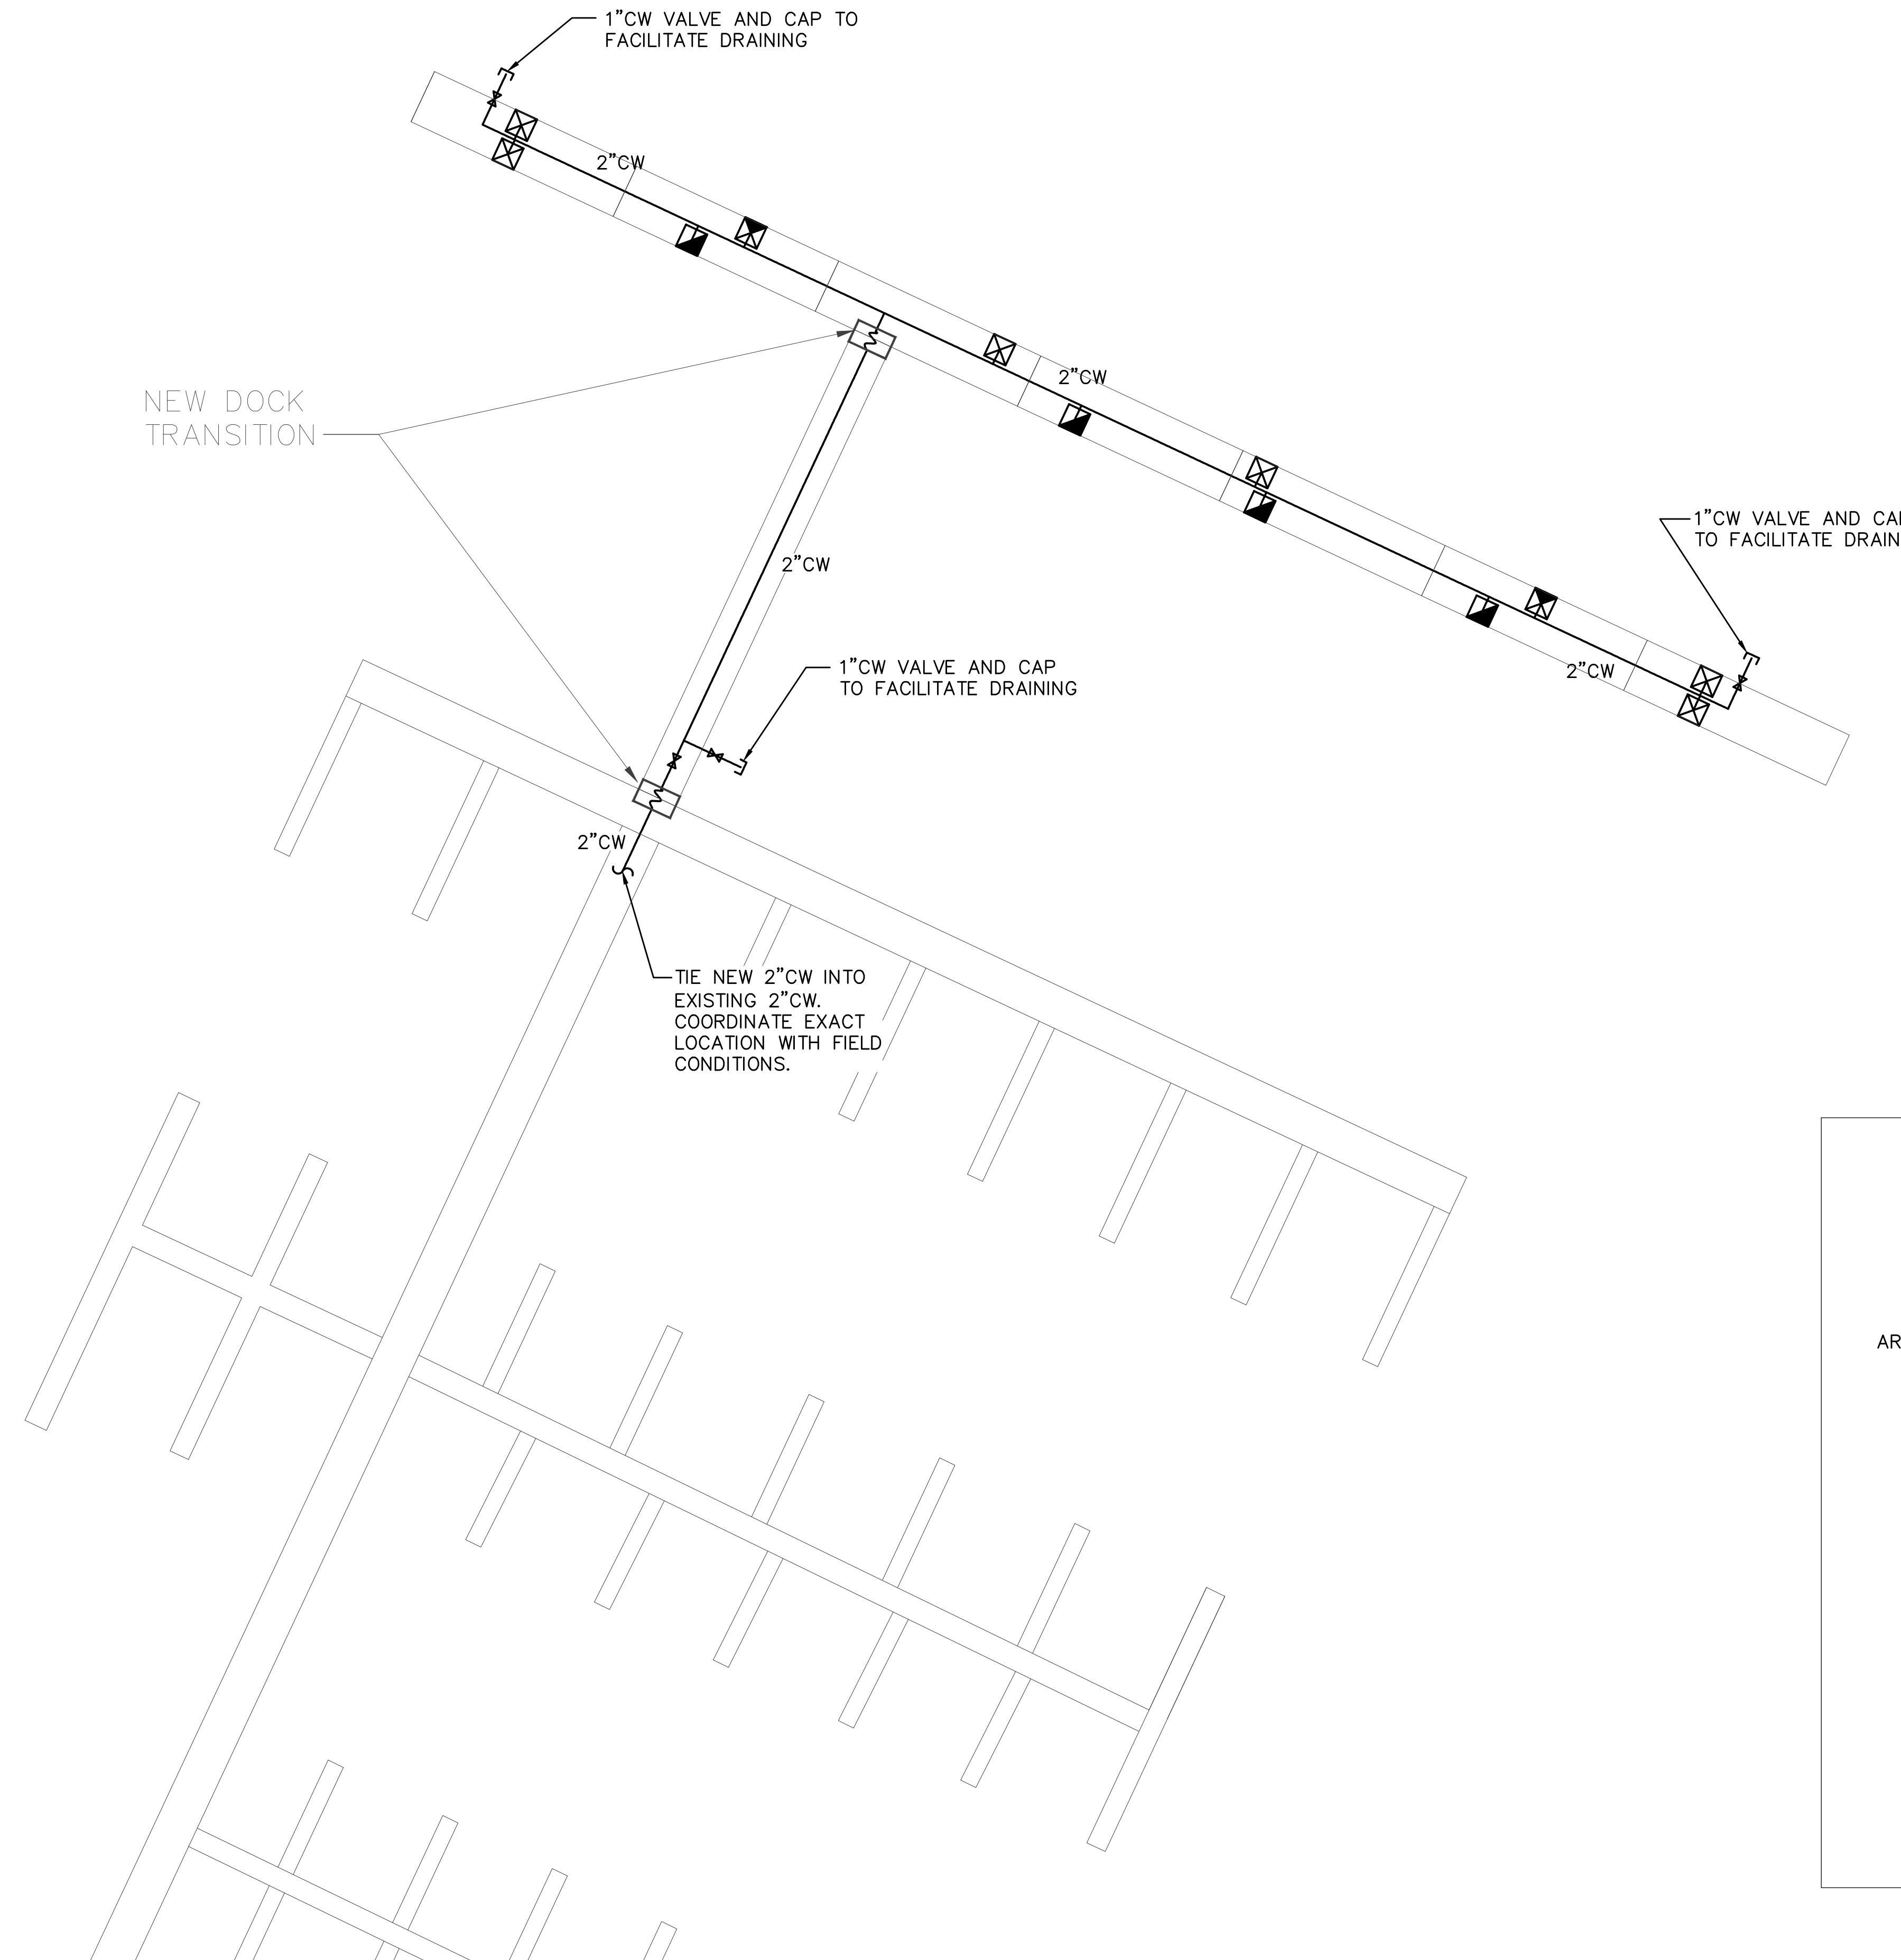 1"CW VALVE AND CAP TO
FACILITATE DRAINING
2"CW
NEW DOCK
TRANSITION
2"CW
1"CW VALVE AND CA
TO FACILITATE DRAIN
2"CW
1"CW VALVE AND CAP
TO FACILITATE DRAINING
2"CW
2"CW
TIE NEW 2"CW INTO
EXISTING 2"CW.
COORDINATE EXACT
LOCATION WITH FIELD
CONDITIONS.
AR